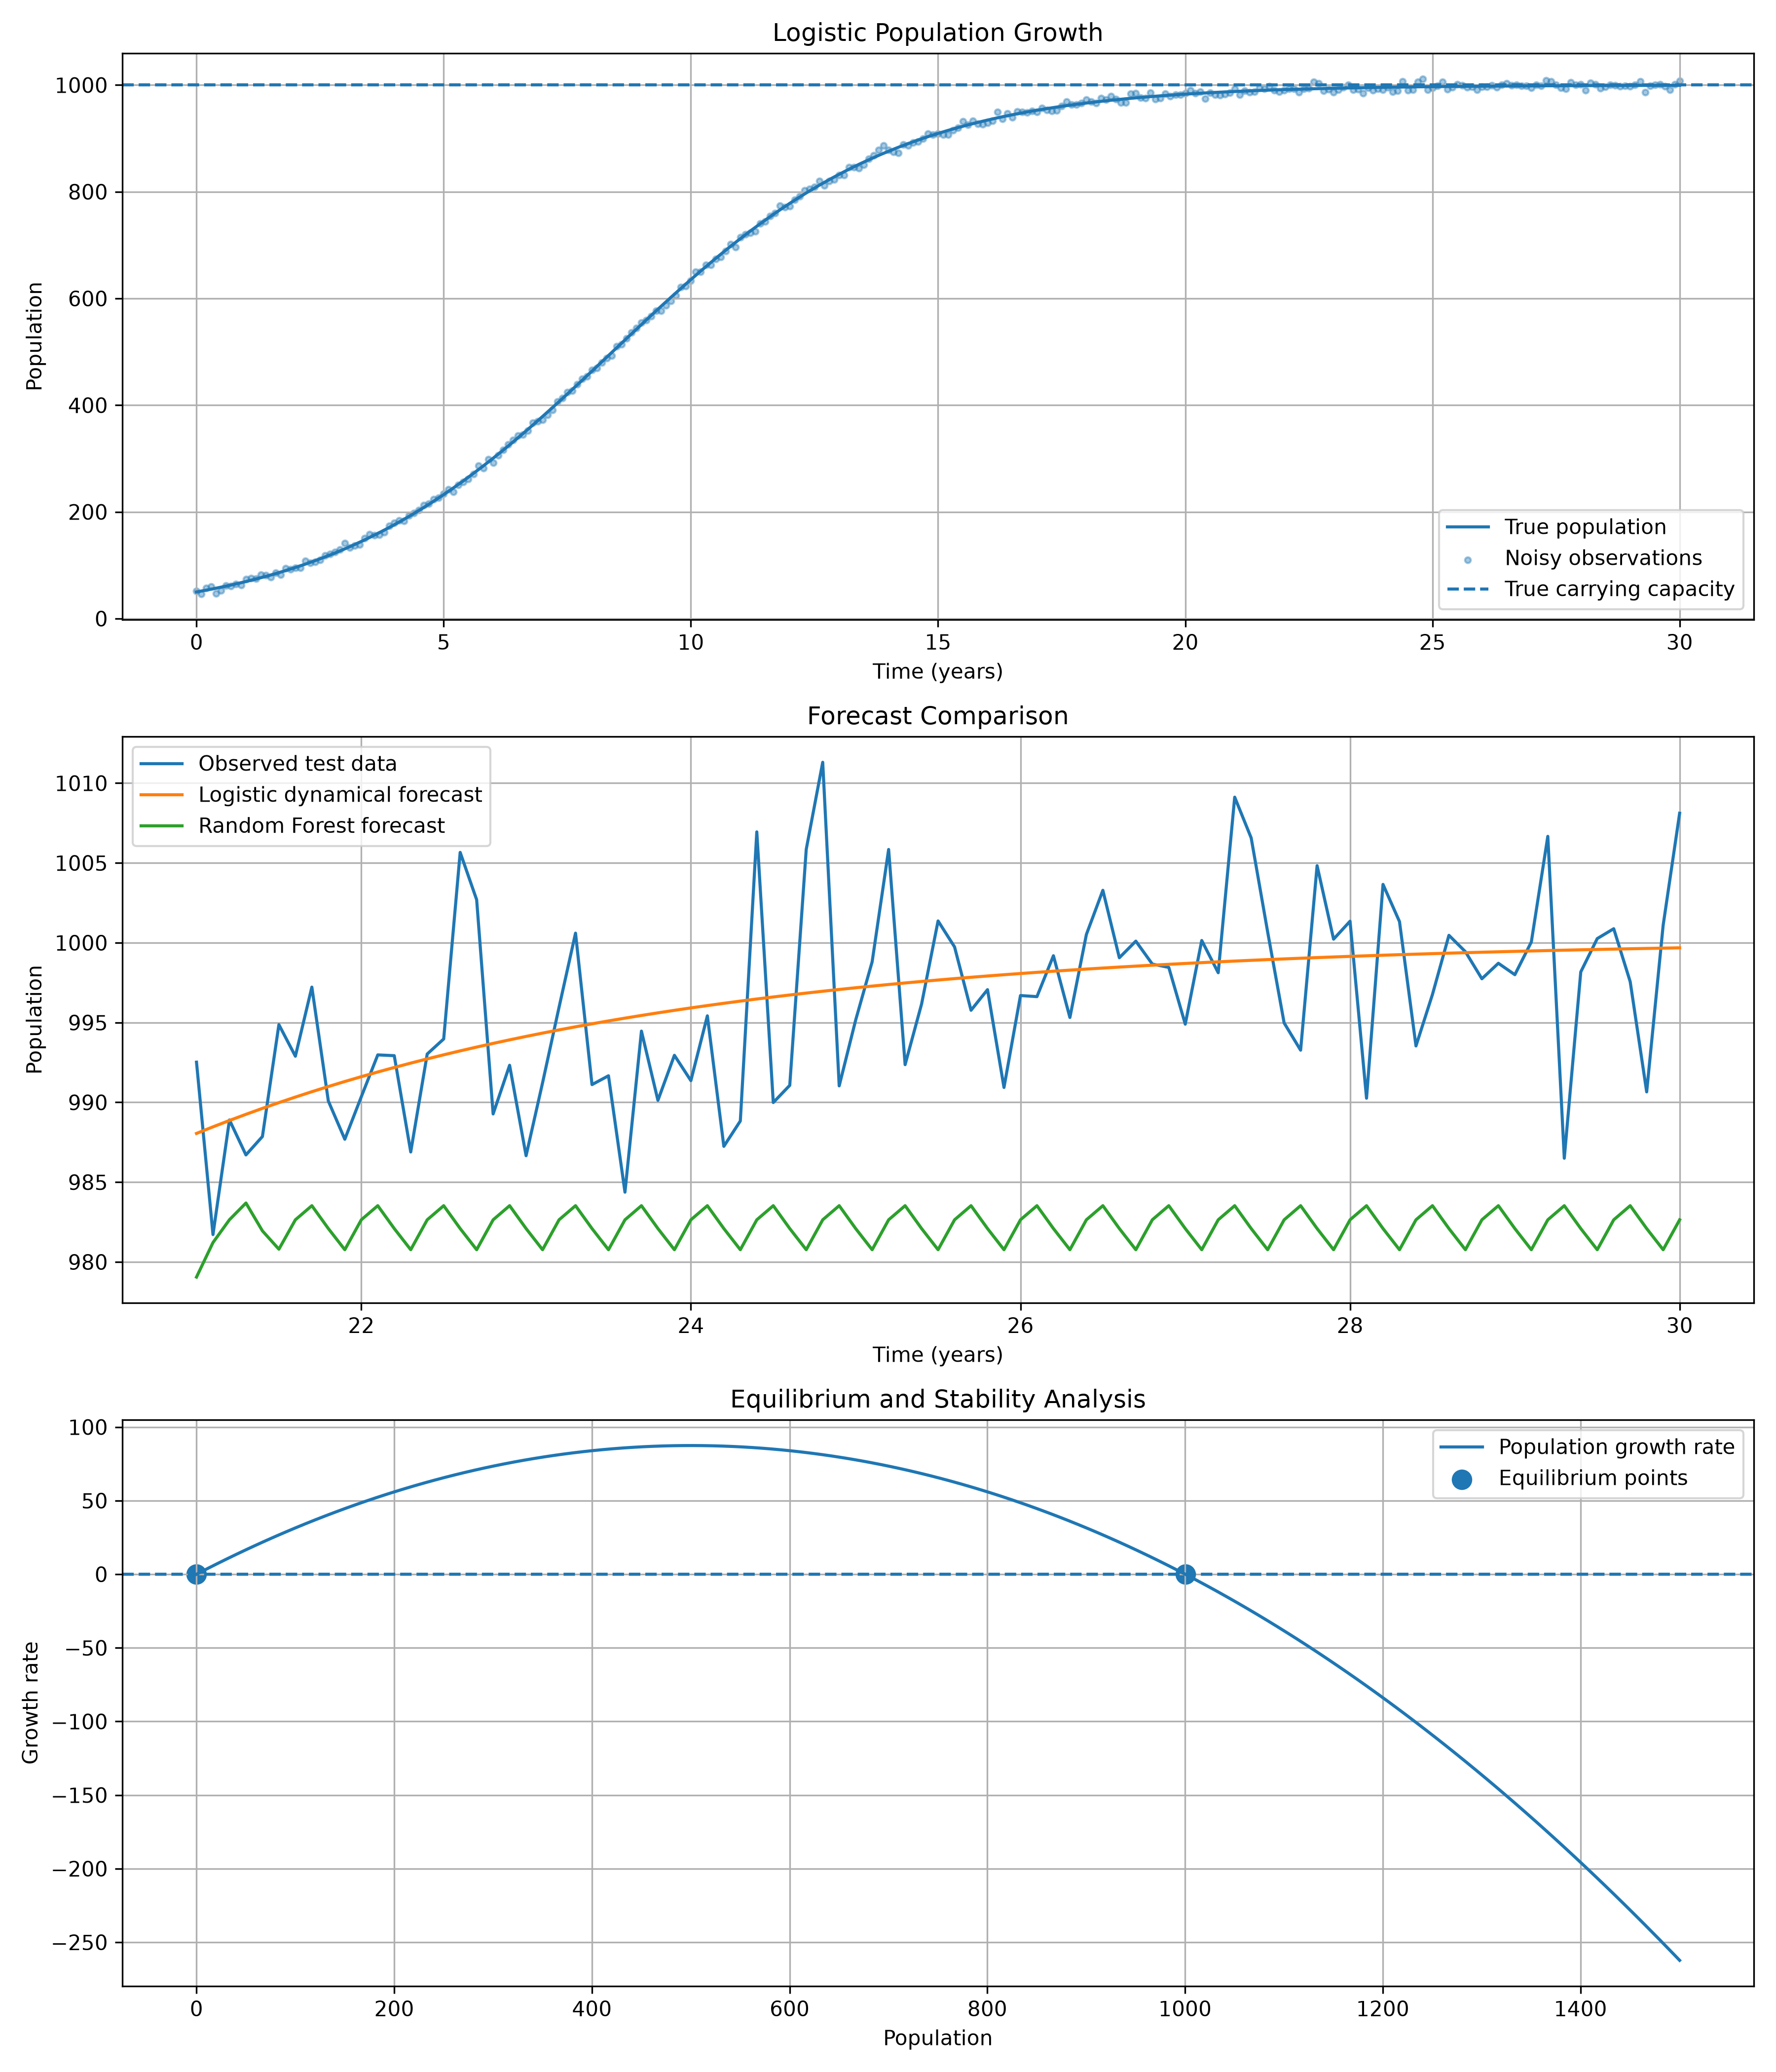 Logistic Population Growth
1000
800
600
400
200
0
Population
True population
Noisy observations
True carrying capacity
0 5 10 15 20 25 30
Time (years)
Forecast Comparison
Observed test data
Logistic dynamical forecast
Random Forest forecast
1010
1005
1000
995
990
985
980
Population
22 24 26 28 30
Time (years)
Equilibrium and Stability Analysis
Population growth rate
Equilibrium points
100
50
0
−50
−100
−150
−200
−250
Growth rate
0 200 400 600 800 1000 1200 1400
Population